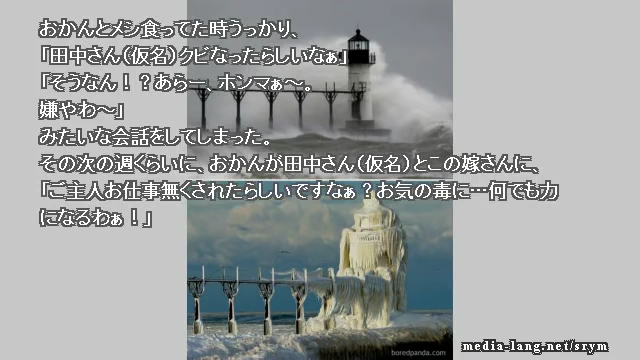 おかんとメシ食ってた時うっかり、
「田中さん（仮名）クビなったらしいなぁ」
「そうなん！？あらー。ホンマぁ～。
嫌やわ～」
みたいな会話をしてしまった。
その次の週くらいに、おかんが田中さん（仮名）とこの嫁さんに、
「ご主人お仕事無くされたらしいですなぁ？お気の毒に…何でも力
になるわぁ！」
boredpanda.com
media-lang.net/srym